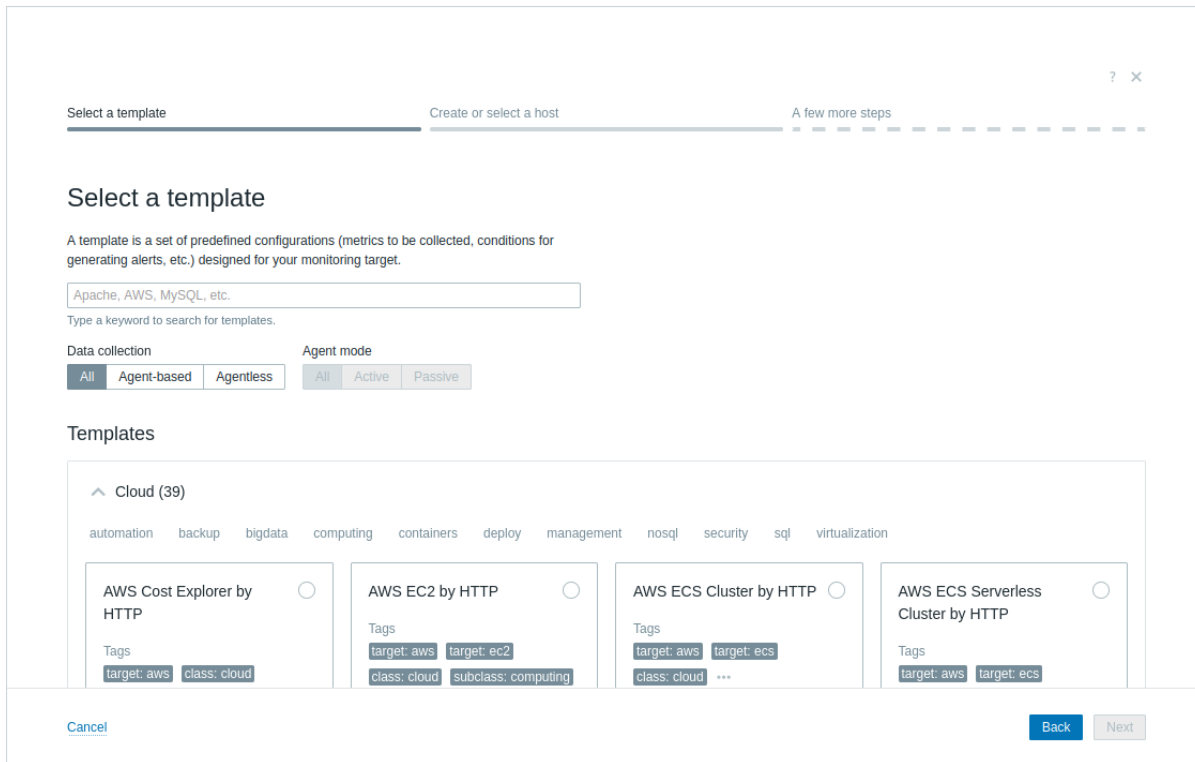 ?
Select a template
Create or select a host
A few more steps
Select a template
A template is a set of predefined configurations (metrics to be collected, conditions for
generating alerts, etc.) designed for your monitoring target.
Apache, AWS, MySQL, etc.
Type a keyword to search for templates.
Data collection
Agent mode
All Agent-based Agentless
All Active Passive
Templates
Cloud (39)
automation backup bigdata computing containers deploy management nosql security sql virtualization
AWS Cost Explorer by
HTTP
Tags
target: aws class: cloud
AWS EC2 by HTTP
Tags
target: aws target: ec2
class: cloud subclass: computing
AWS ECS Cluster by HTTP
Tags
target: aws target: ecs
class: cloud •••
AWS ECS Serverless
Cluster by HTTP
Tags
target: aws target: ecs
Cancel
Back
Next